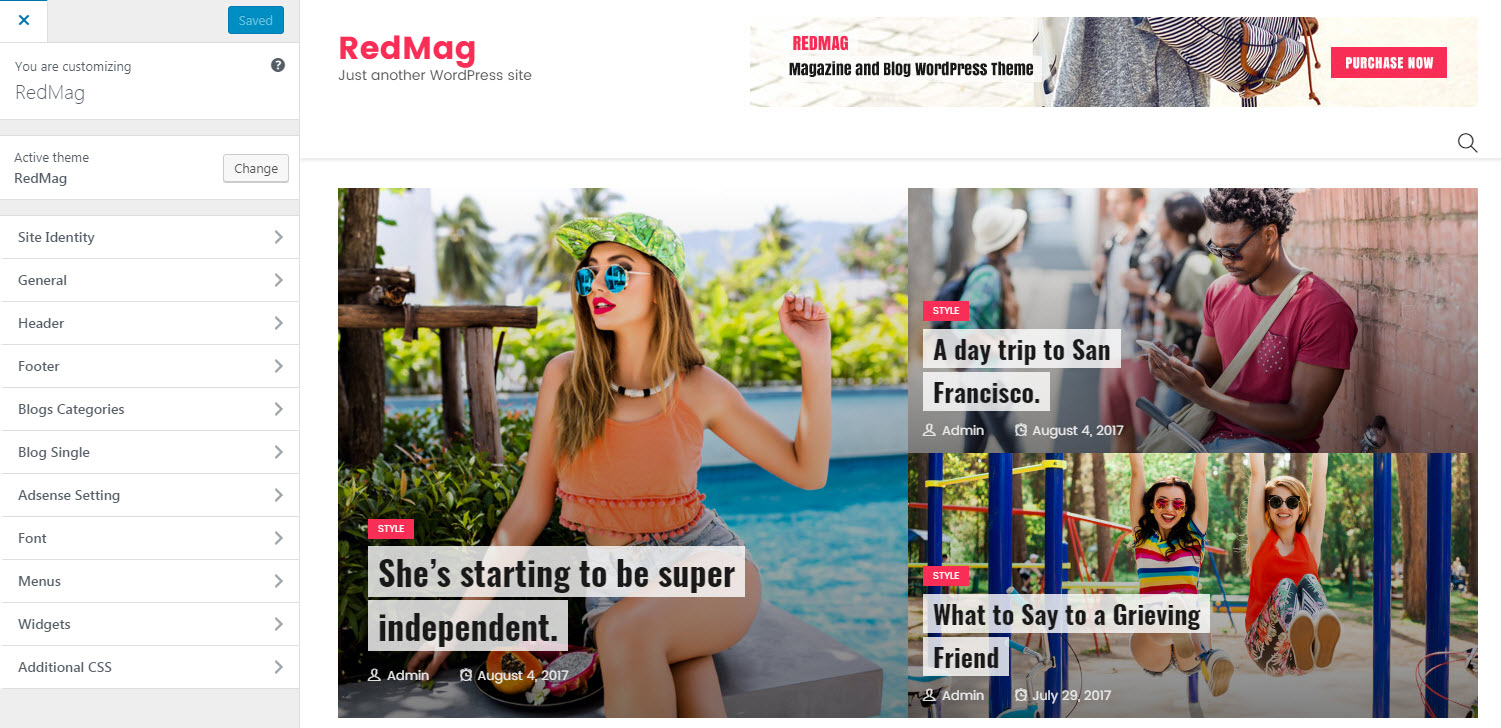 Saved
You are customizing
RedMag
Active theme
RedMag
Change
Site Identity
General
Header
Footer
Blogs Categories
Blog Single
Adsense Setting
Font
Menus
Widgets
Additional CSS
RedMag
Just another WordPress site
REDMAG
Magazine and Blog WordPress Theme
PURCHASE NOW
STYLE
She’s starting to be super
independent.
Admin August 4, 2017
STYLE
A day trip to San
Francisco.
Admin August 4, 2017
STYLE
What to Say to a Grieving
Friend
Admin July 29, 2017